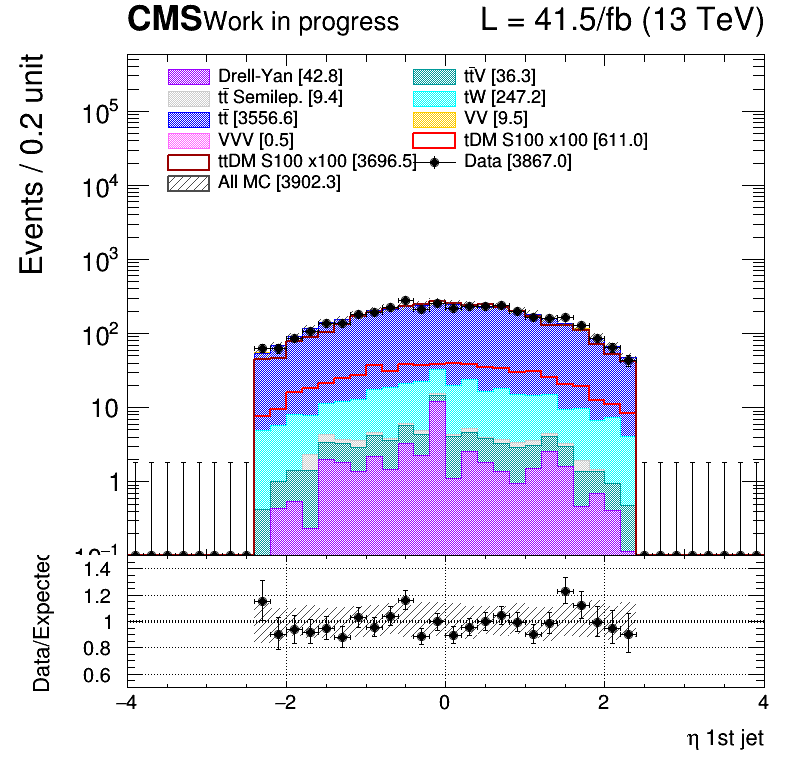 CMS Work in progress L = 41.5/fb (13 TeV)
Events / 0.2 unit
Drell-Yan [42.8] tt̄V [36.3]
tt̄ Semilep. [9.4] tW [247.2]
tt̄ [3556.6] VV [9.5]
VVV [0.5] tDM S100 x100 [611.0]
ttDM S100 x100 [3696.5] Data [3867.0]
All MC [3902.3]
10⁵
10⁴
10³
10²
10
1
10⁻¹
Data/Expected
1.4
1.2
1
0.8
0.6
−4 −2 0 2 4
η 1st jet